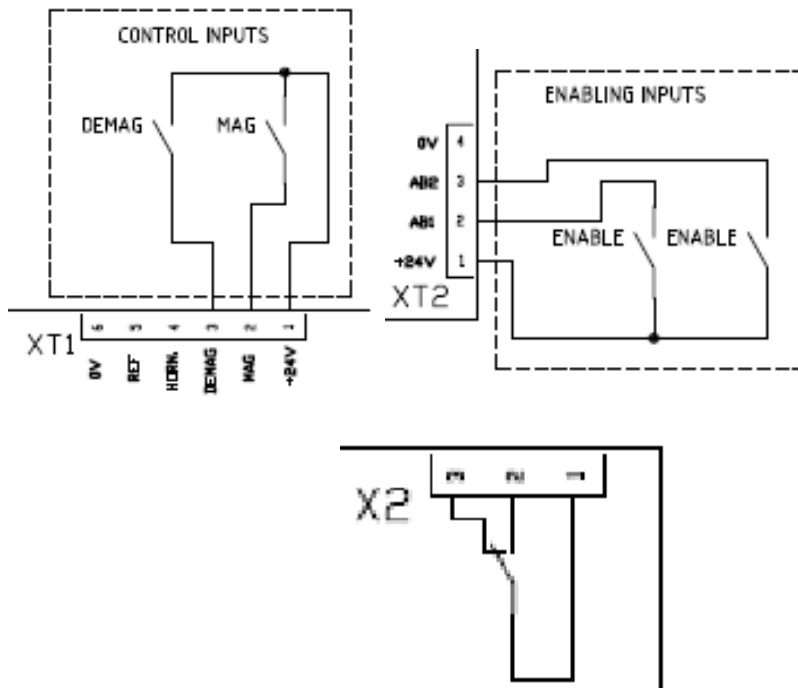 CONTROL INPUTS
DEMAG
MAG
XT1
6 5 4 3 2 1
0V REF HORN. DEMAG MAG +24V
ENABLING INPUTS
0V 4
AB2 3
AB1 2
+24V 1
ENABLE ENABLE
XT2
X2
3 2 1